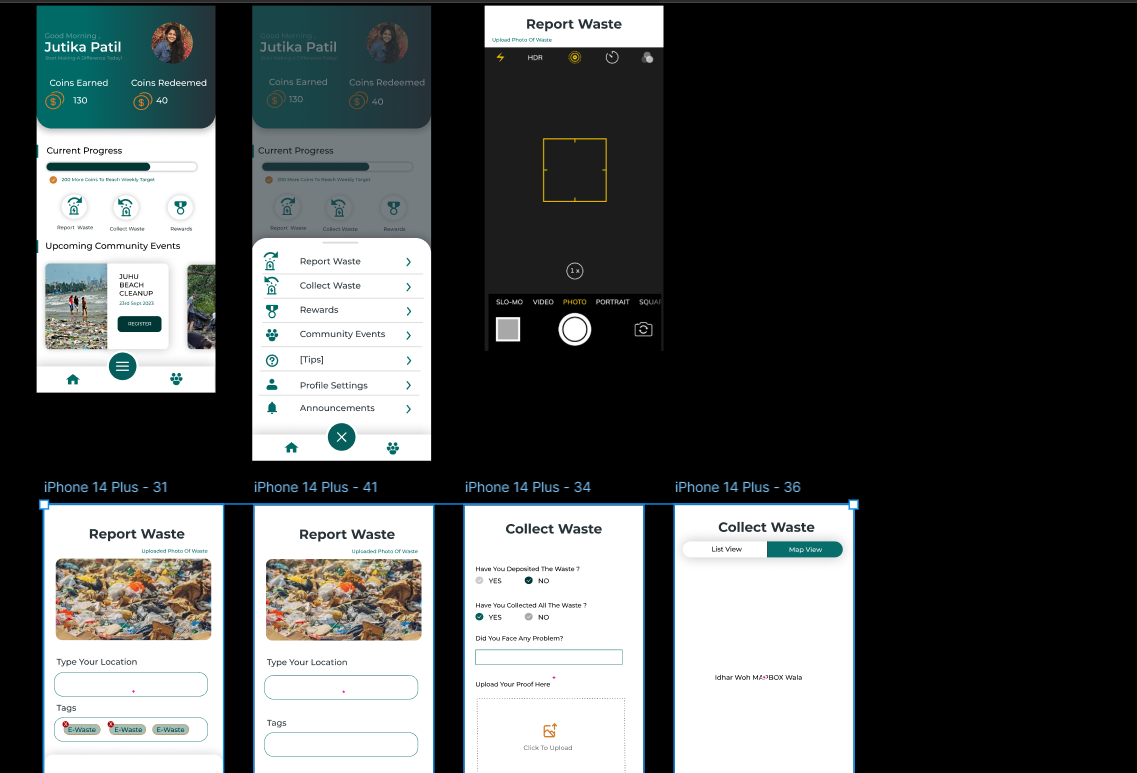 Good Morning ,
Jutika Patil
Start Making A Difference Today!
Coins Earned
Coins Redeemed
130
40
Current Progress
200 More Coins To Reach Weekly Target
Report Waste
Collect Waste
Rewards
Upcoming Community Events
JUHU
BEACH
CLEANUP
23rd Sept 2023
REGISTER
Good Morning ,
Jutika Patil
Start Making A Difference Today!
Coins Earned
Coins Redeemed
130
40
Current Progress
200 More Coins To Reach Weekly Target
Report Waste
Collect Waste
Rewards
Report Waste
Collect Waste
Rewards
Community Events
[Tips]
Profile Settings
Announcements
Report Waste
Upload Photo Of Waste
HDR
1 x
SLO-MO VIDEO PHOTO PORTRAIT SQUAR
iPhone 14 Plus - 31
Report Waste
Uploaded Photo Of Waste
Type Your Location
*
Tags
E-Waste E-Waste E-Waste
iPhone 14 Plus - 41
Report Waste
Uploaded Photo Of Waste
Type Your Location
*
Tags
iPhone 14 Plus - 34
Collect Waste
Have You Deposited The Waste ?
YES NO
Have You Collected All The Waste ?
YES NO
Did You Face Any Problem?
Upload Your Proof Here *
Click To Upload
iPhone 14 Plus - 36
Collect Waste
List View
Map View
Idhar Woh MAPBOX Wala